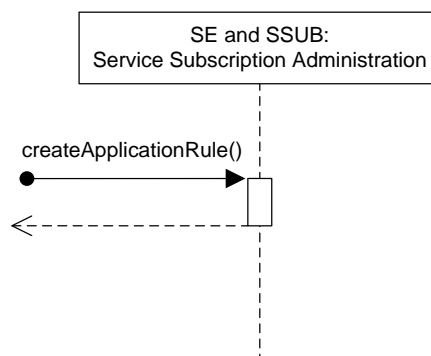 SE and SSUB:
Service Subscription Administration
createApplicationRule()